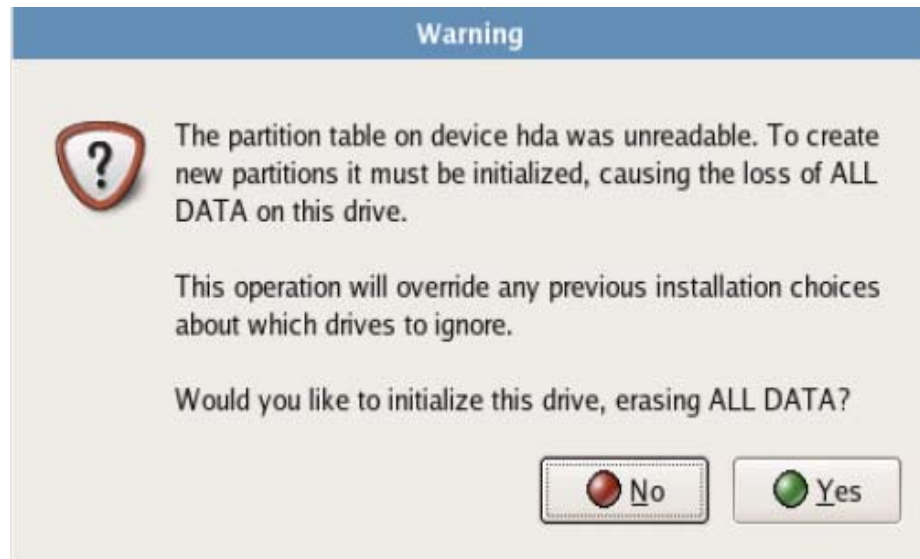 Warning
The partition table on device hda was unreadable. To create
new partitions it must be initialized, causing the loss of ALL
DATA on this drive.
This operation will override any previous installation choices
about which drives to ignore.
Would you like to initialize this drive, erasing ALL DATA?
No
Yes